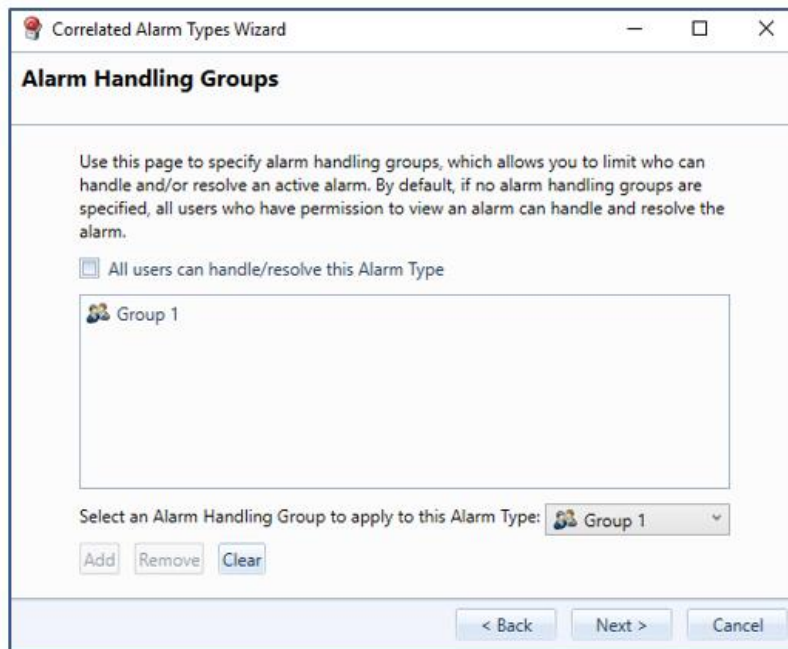 Correlated Alarm Types Wizard
Alarm Handling Groups
Use this page to specify alarm handling groups, which allows you to limit who can
handle and/or resolve an active alarm. By default, if no alarm handling groups are
specified, all users who have permission to view an alarm can handle and resolve the
alarm.
All users can handle/resolve this Alarm Type
Group 1
Select an Alarm Handling Group to apply to this Alarm Type: Group 1
Add Remove Clear
< Back Next > Cancel